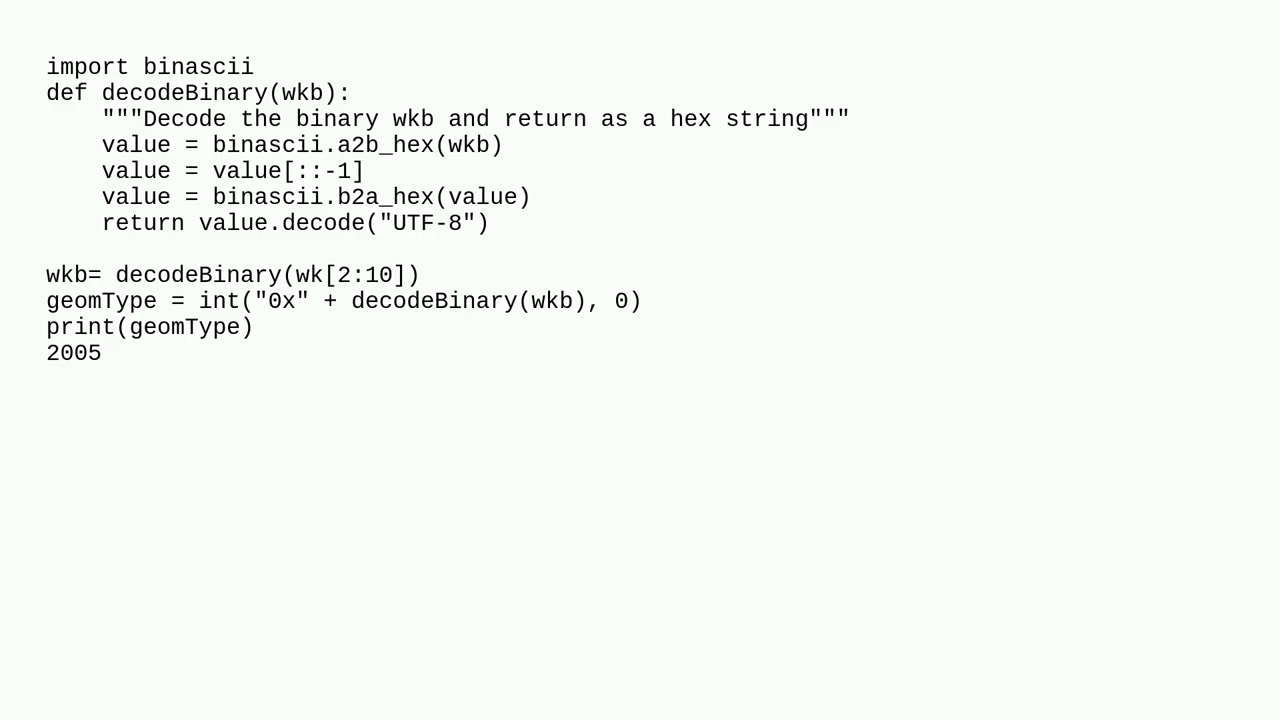 import binascii
def decodeBinary(wkb):
    """Decode the binary wkb and return as a hex string"""
    value = binascii.a2b_hex(wkb)
    value = value[::-1]
    value = binascii.b2a_hex(value)
    return value.decode("UTF-8")

wkb= decodeBinary(wk[2:10])
geomType = int("0x" + decodeBinary(wkb), 0)
print(geomType)
2005